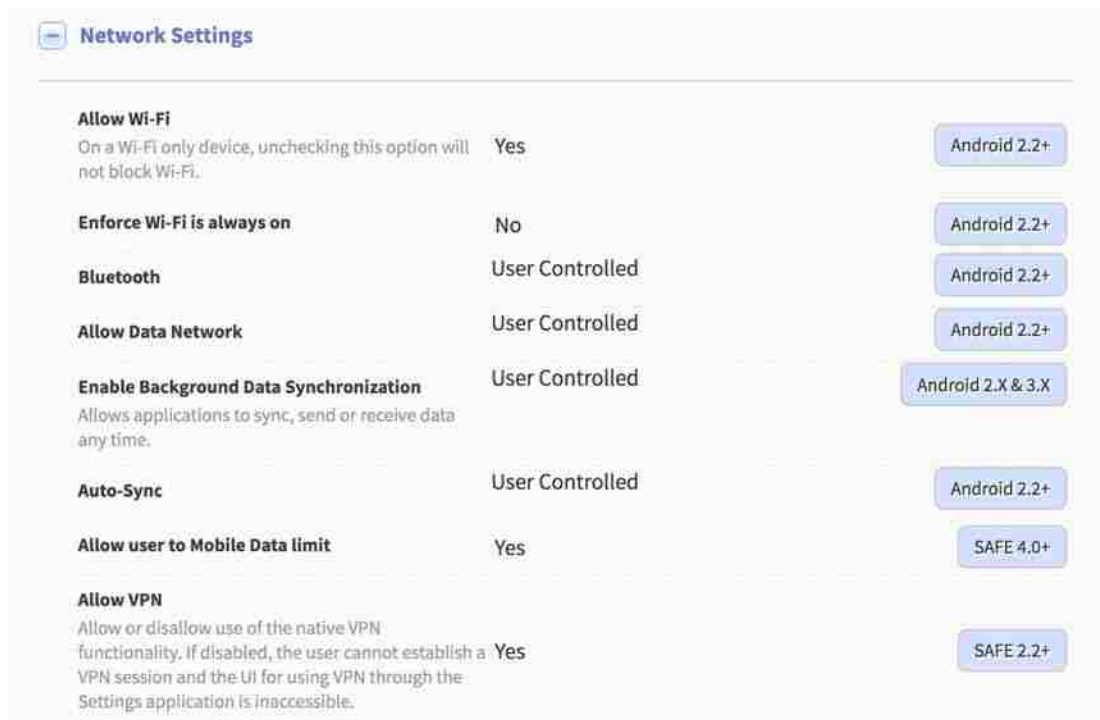 Network Settings
Allow Wi-Fi
On a Wi-Fi only device, unchecking this option will
not block Wi-Fi.
Yes
Android 2.2+
Enforce Wi-Fi is always on
No
Android 2.2+
Bluetooth
User Controlled
Android 2.2+
Allow Data Network
User Controlled
Android 2.2+
Enable Background Data Synchronization
Allows applications to sync, send or receive data
any time.
User Controlled
Android 2.X & 3.X
Auto-Sync
User Controlled
Android 2.2+
Allow user to Mobile Data limit
Yes
SAFE 4.0+
Allow VPN
Allow or disallow use of the native VPN
functionality. If disabled, the user cannot establish a
VPN session and the UI for using VPN through the
Settings application is inaccessible.
Yes
SAFE 2.2+